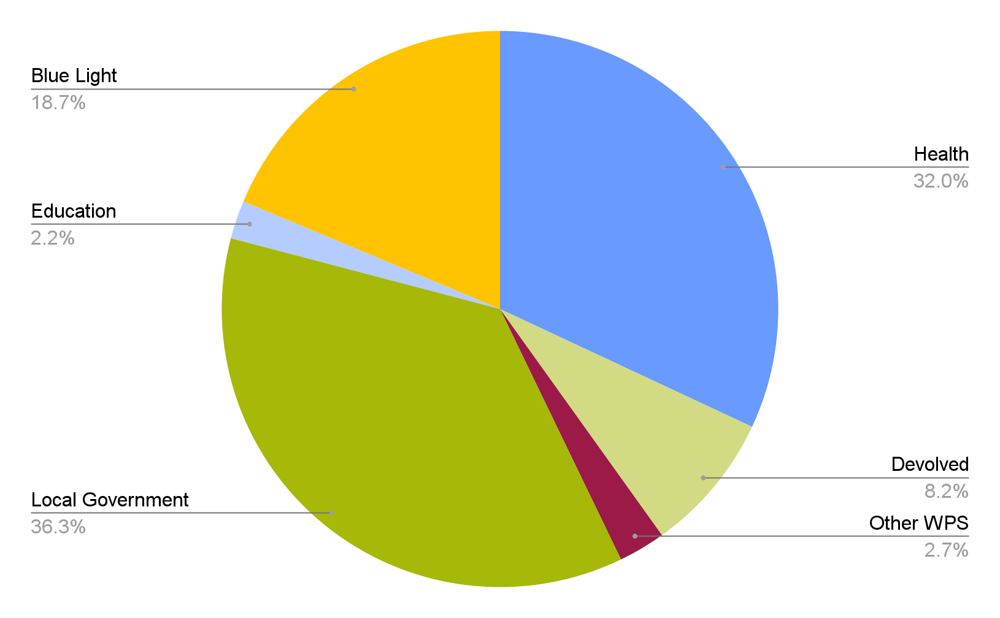 Blue Light
18.7%
Education
2.2%
Local Government
36.3%
Health
32.0%
Devolved
8.2%
Other WPS
2.7%